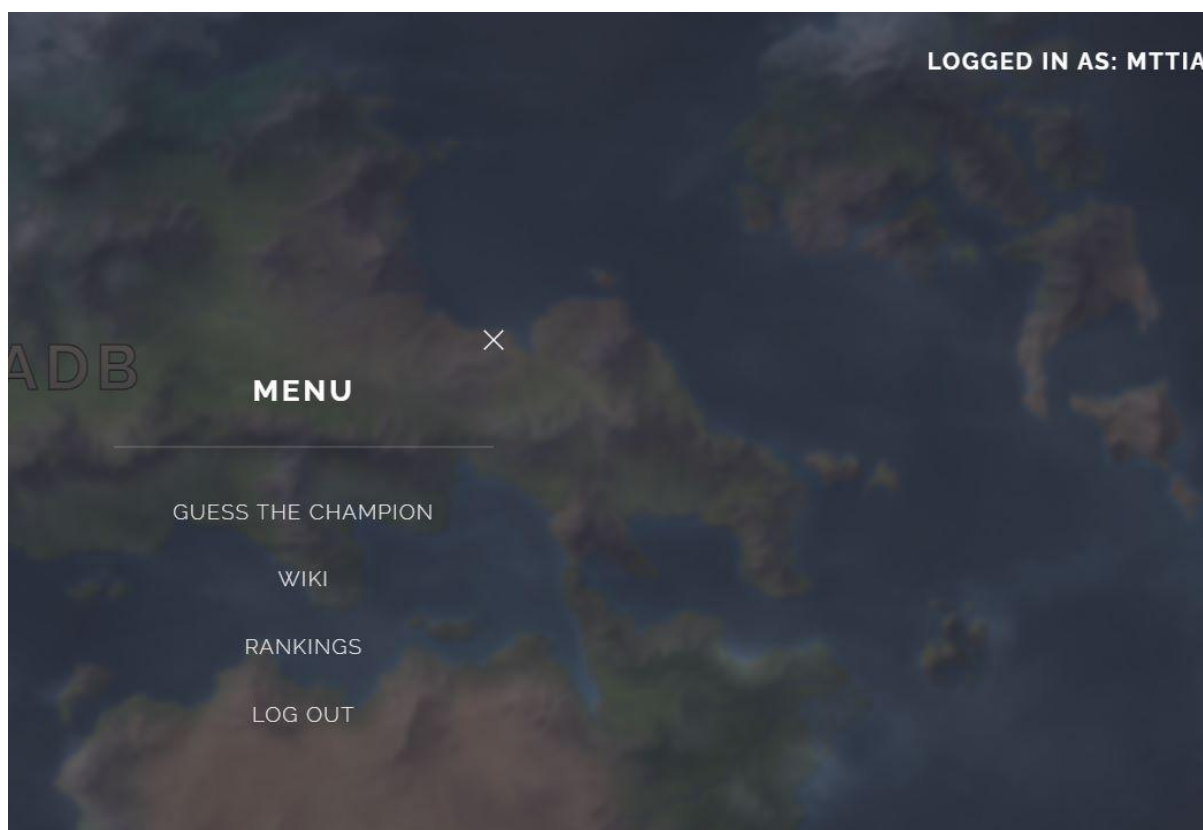 LOGGED IN AS: MTTIA
ADB
MENU
GUESS THE CHAMPION
WIKI
RANKINGS
LOG OUT